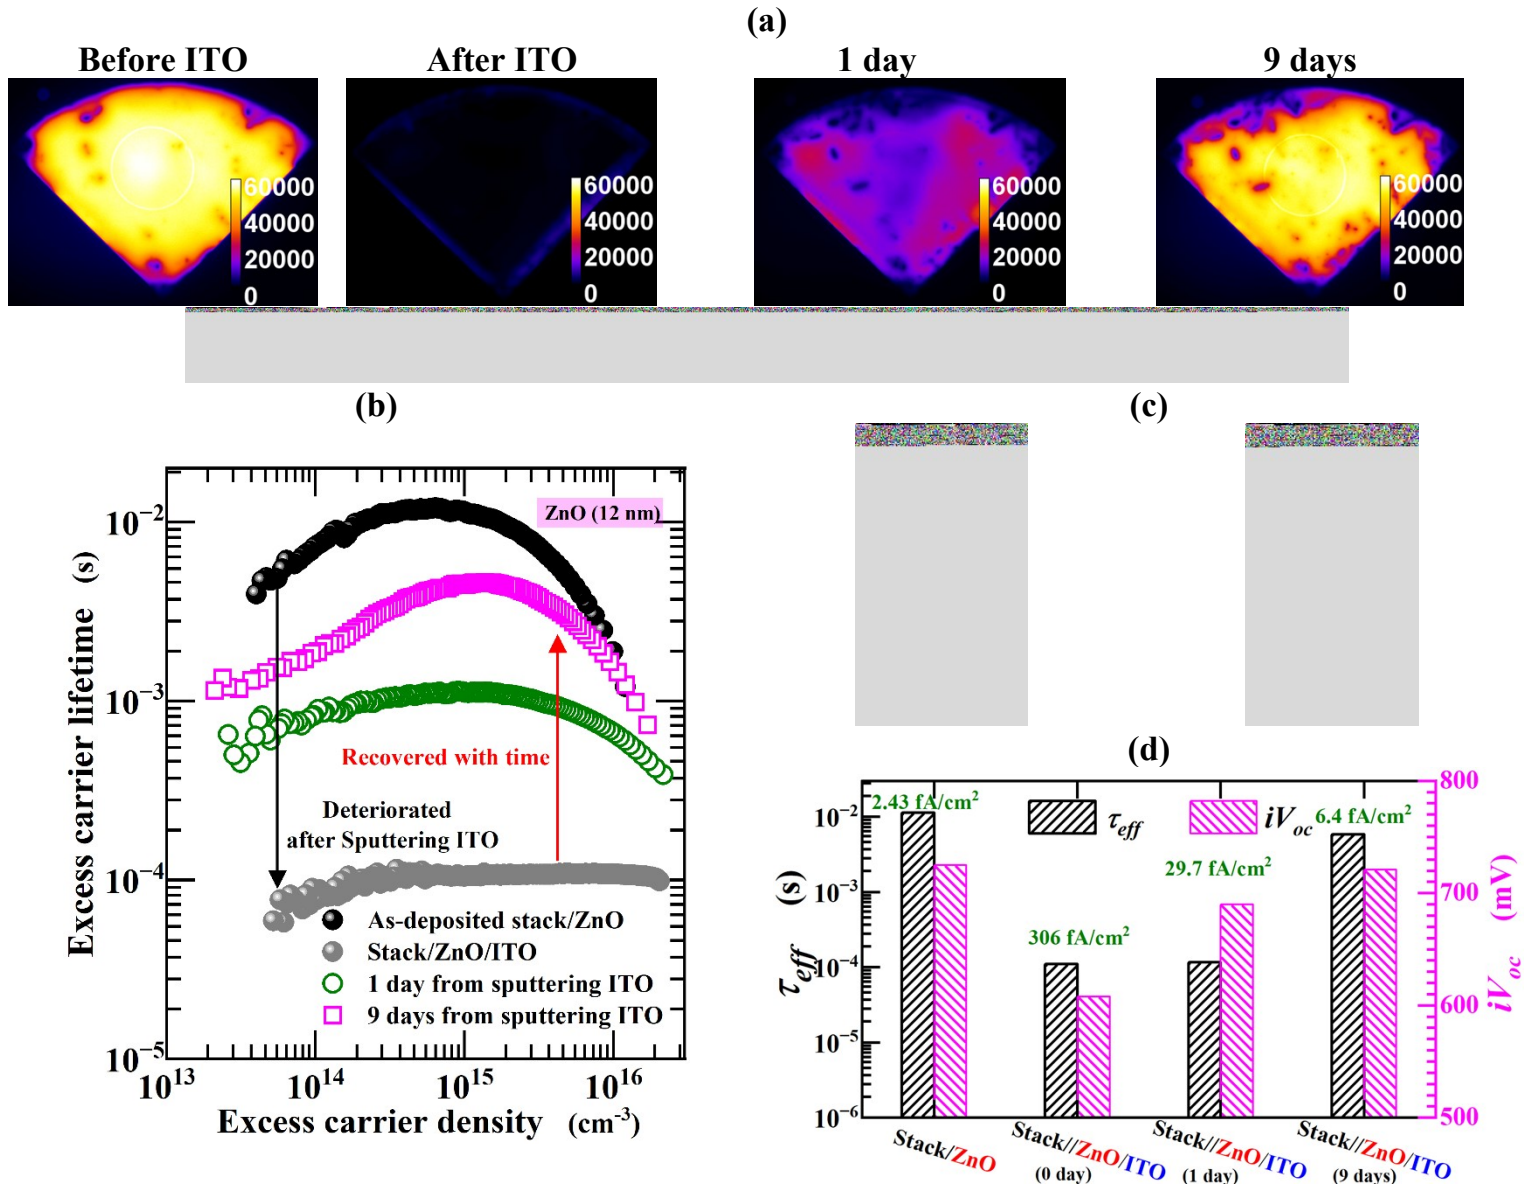 (a)
Before ITO
After ITO
1 day
9 days
60000
40000
20000
0
60000
40000
20000
0
60000
40000
20000
0
60000
40000
20000
0
(b)
Excess carrier lifetime (s)
10⁻²
10⁻³
10⁻⁴
10⁻⁵
ZnO (12 nm)
Recovered with time
Deteriorated
after Sputtering ITO
As-deposited stack/ZnO
Stack/ZnO/ITO
1 day from sputtering ITO
9 days from sputtering ITO
10¹³
10¹⁴
10¹⁵
10¹⁶
Excess carrier density (cm⁻³)
(c)
(d)
τeff (s)
10⁻²
10⁻³
10⁻⁴
10⁻⁵
10⁻⁶
2.43 fA/cm²
τeff
iVoc
6.4 fA/cm²
29.7 fA/cm²
306 fA/cm²
800
700
600
500
iVoc (mV)
Stack/ZnO
Stack//ZnO/ITO
(0 day)
Stack//ZnO/ITO
(1 day)
Stack//ZnO/ITO
(9 days)